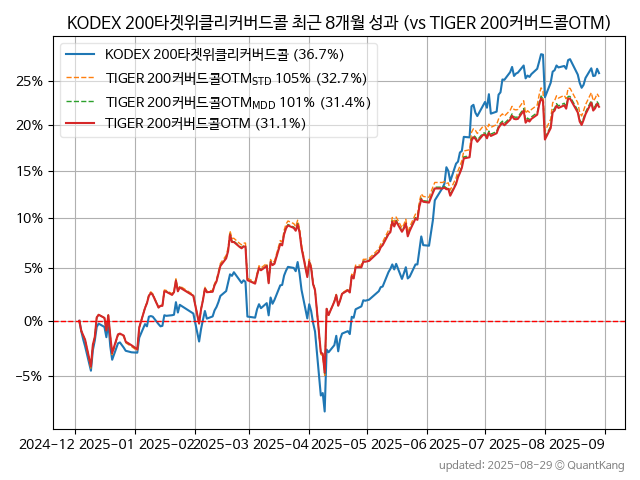 KODEX 200타겟위클리커버드콜 최근 8개월 성과 (vs TIGER 200커버드콜OTM)
KODEX 200타겟위클리커버드콜 (36.7%)
TIGER 200커버드콜OTM_STD 105% (32.7%)
TIGER 200커버드콜OTM_MDD 101% (31.4%)
TIGER 200커버드콜OTM (31.1%)
25%
20%
15%
10%
5%
0%
−5%
2024-12 2025-01 2025-02 2025-03 2025-04 2025-05 2025-06 2025-07 2025-08 2025-09
updated: 2025-08-29 © QuantKang